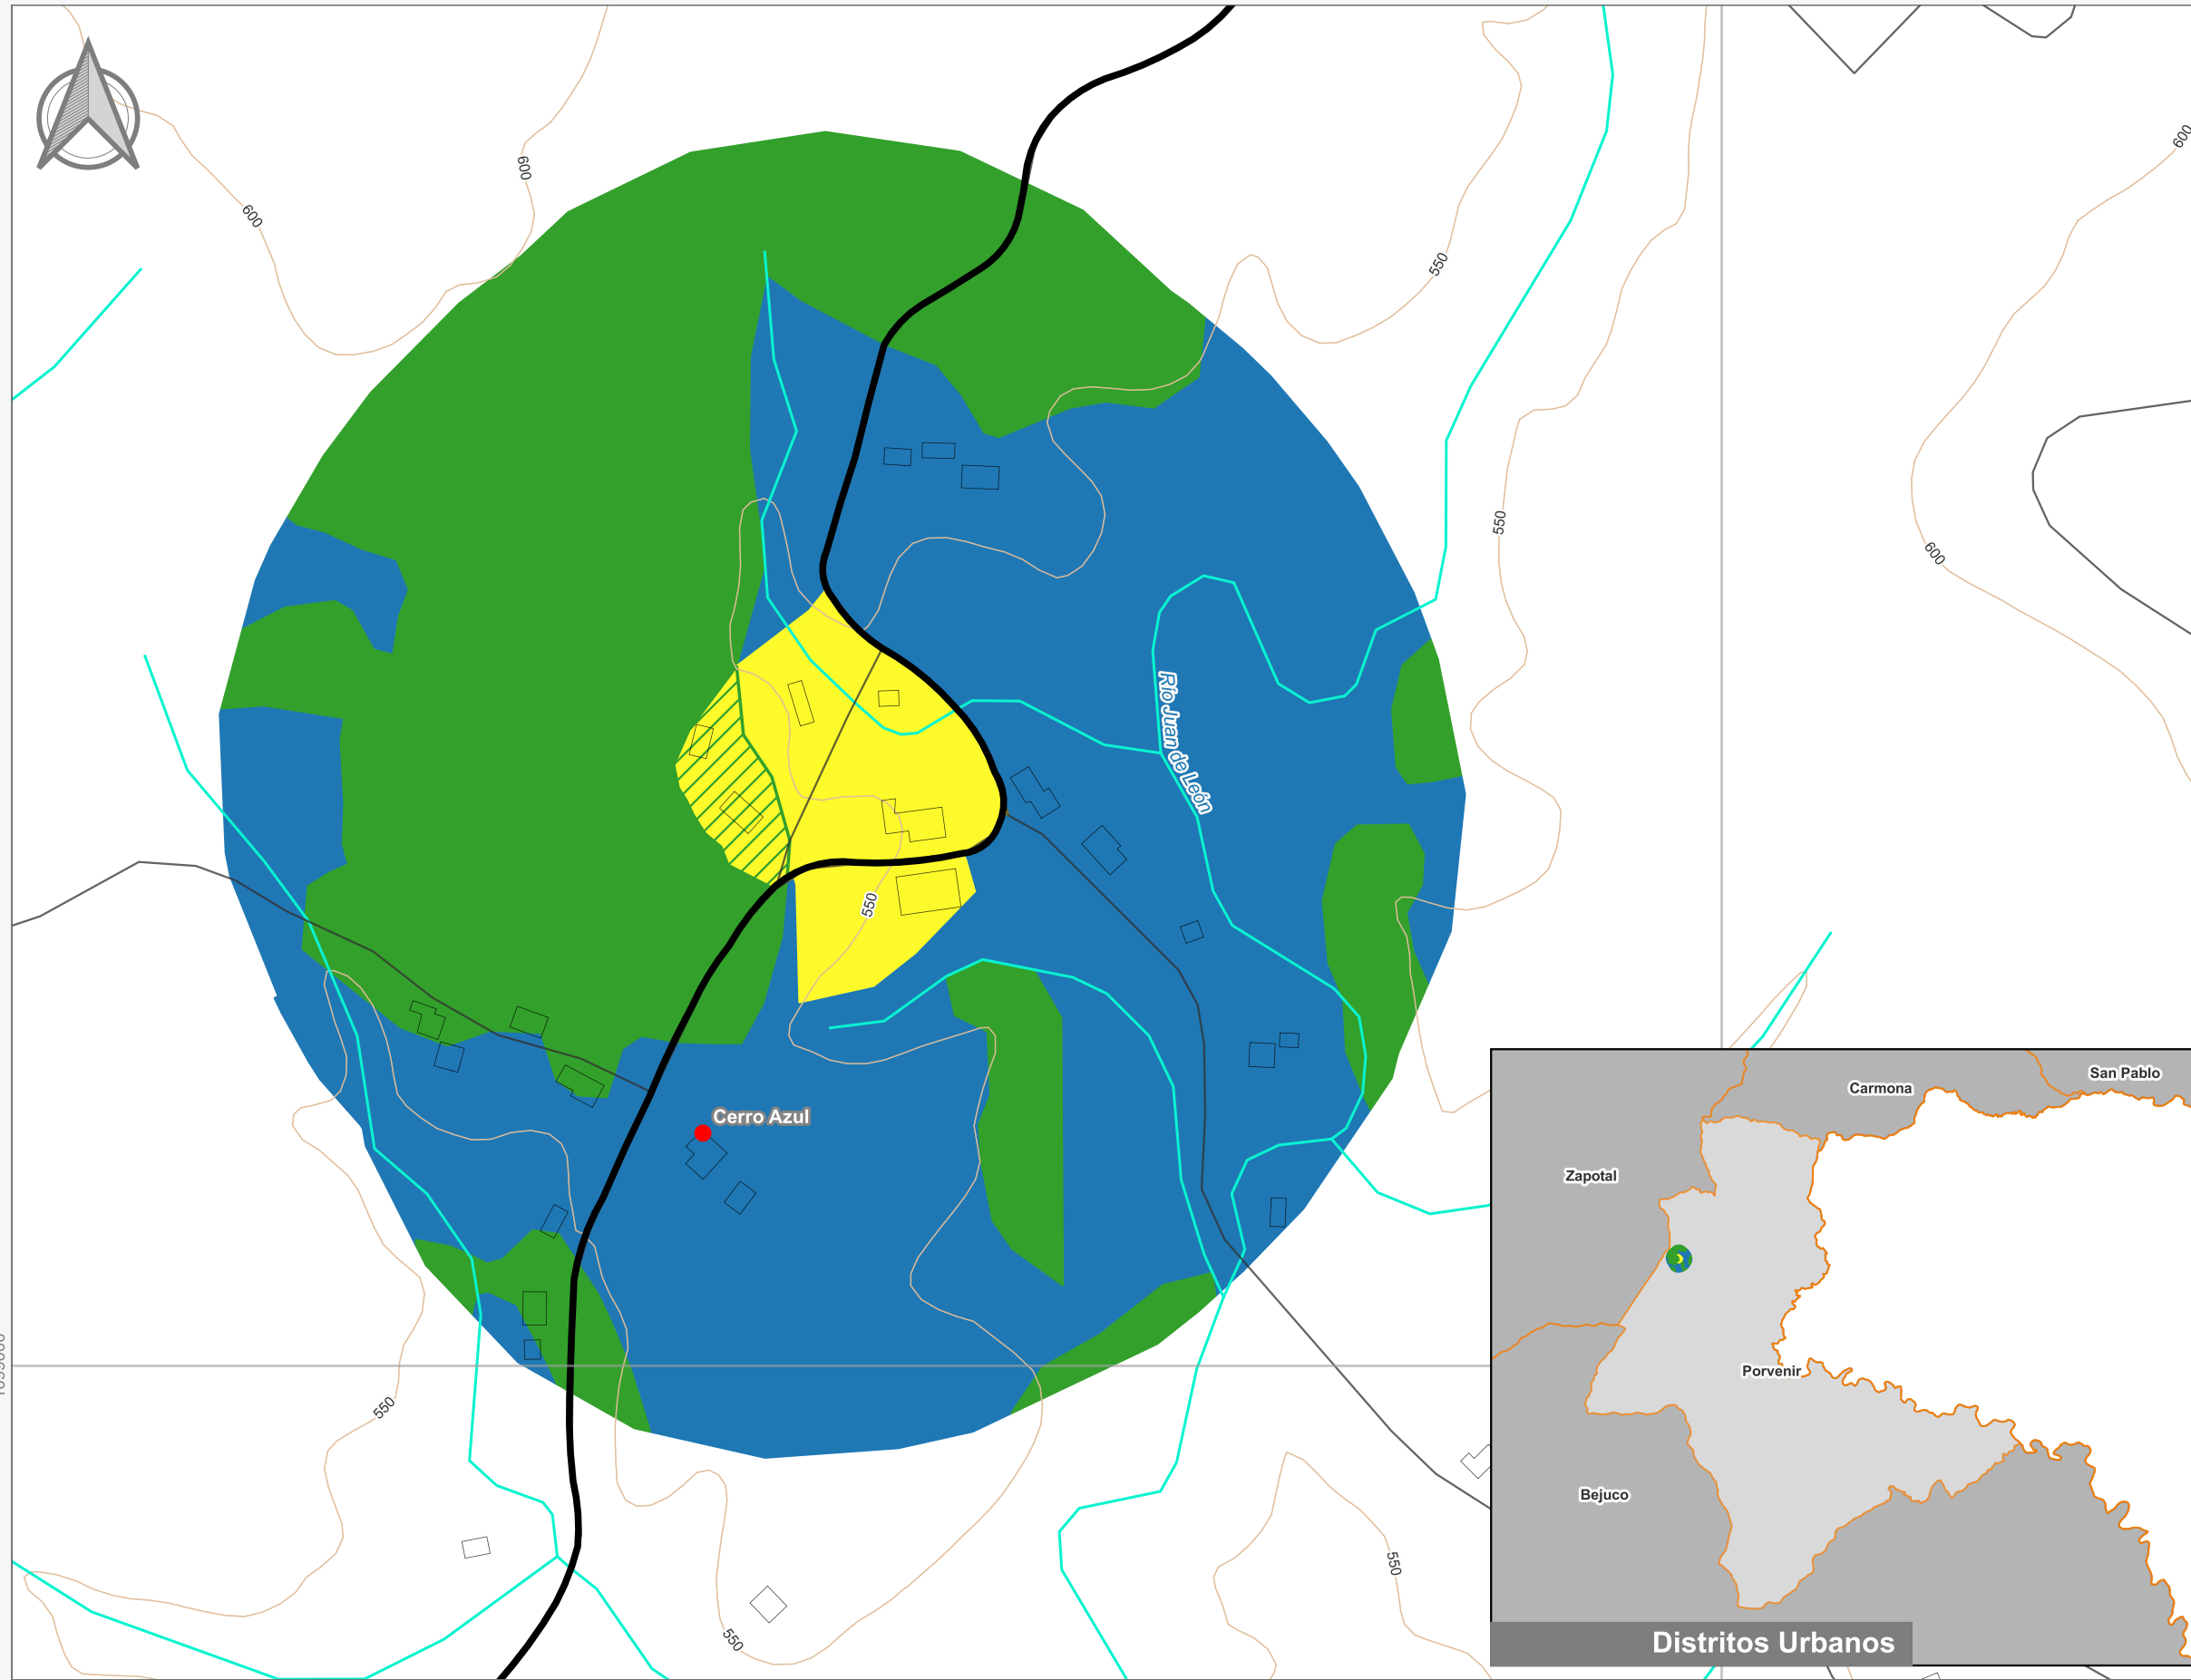 600
600
600
550
550
600
Río Juan de León
550
Cerro Azul
550
550
550
San Pablo
Carmona
Zapotal
Porvenir
Bejuco
Distritos Urbanos